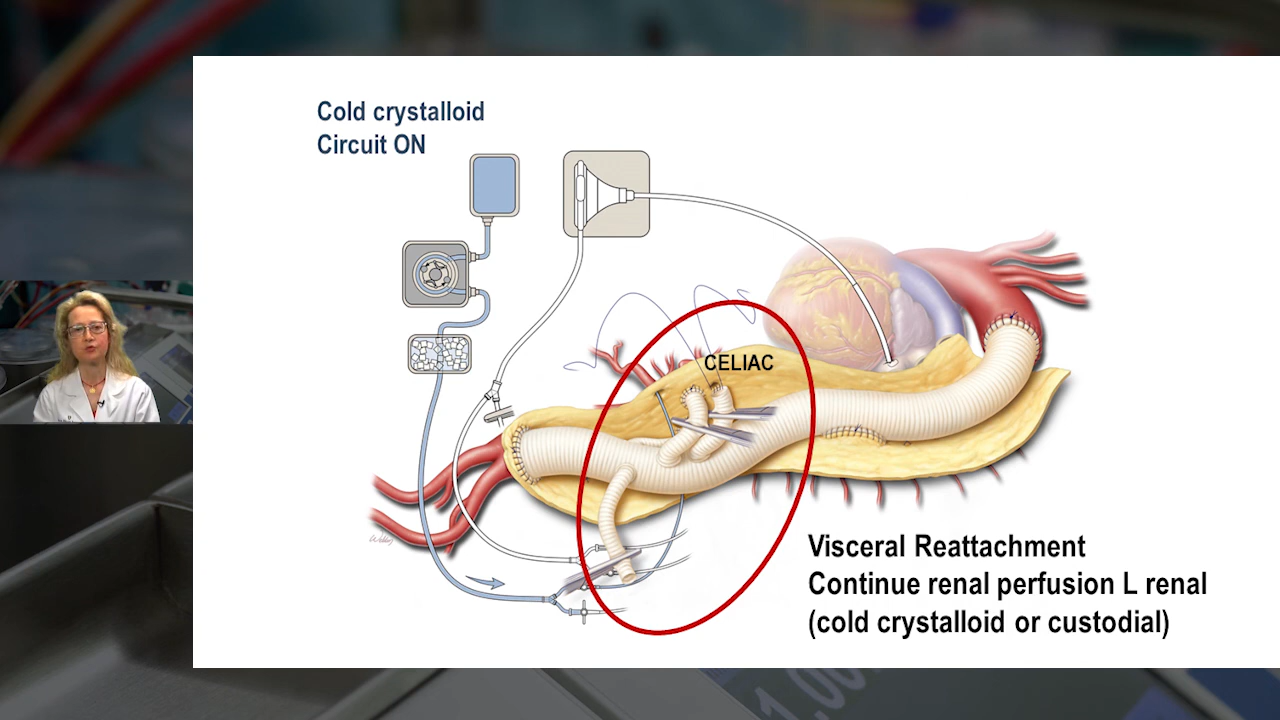 Cold crystalloid
Circuit ON
CELIAC
Visceral Reattachment
Continue renal perfusion L renal
(cold crystalloid or custodial)